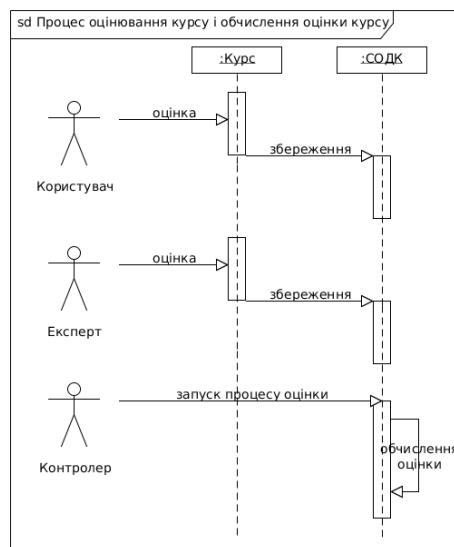 sd Процес оцінювання курсу і обчислення оцінки курсу
:Курс
:СОДК
оцінка
збереження
Користувач
оцінка
збереження
Експерт
запуск процесу оцінки
обчислення
оцінки
Контролер